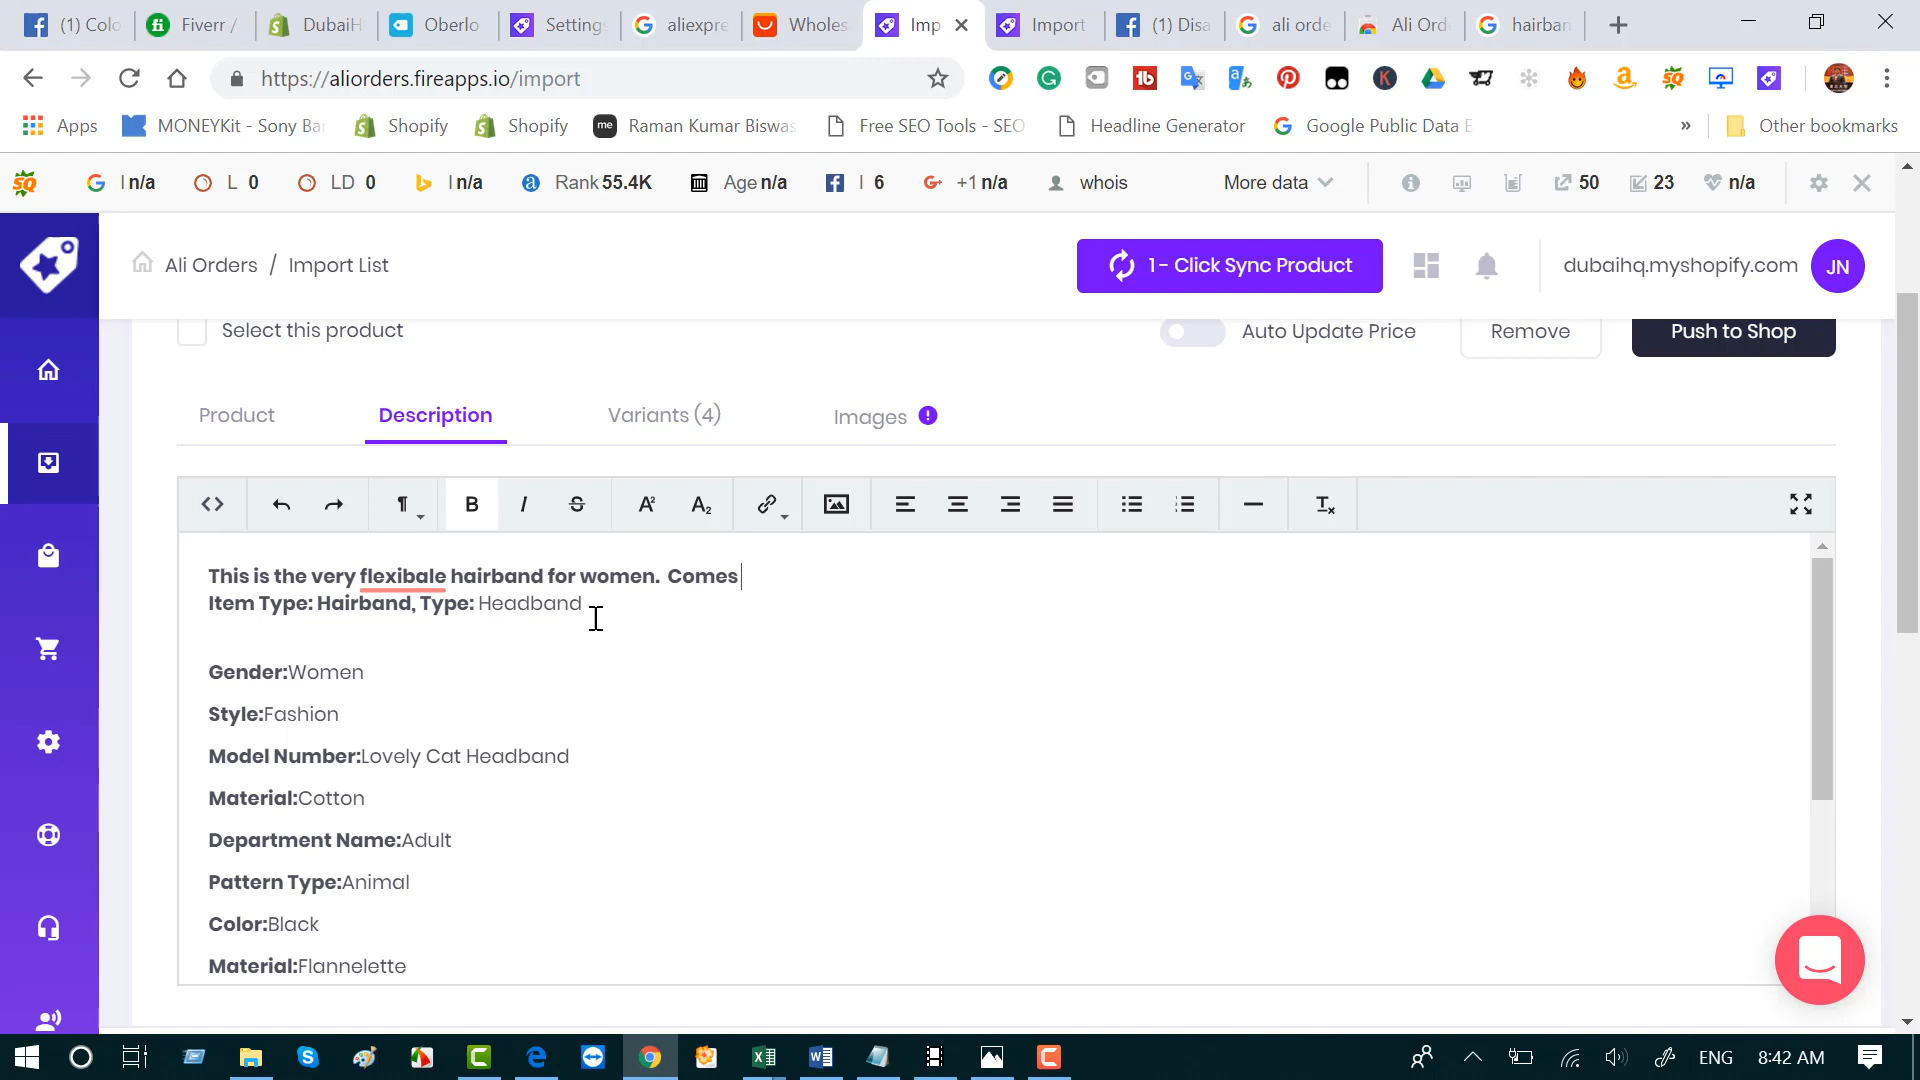 (1) Colo
Fiverr /
DubaiH
Oberlo
Settings
aliexpre
Wholes
Imp
Import
(1) Disa
ali orde
Ali Ord
hairban
https://aliorders.fireapps.io/import
Apps
MONEYKit - Sony Ban
Shopify
Shopify
me
Raman Kumar Biswas
Free SEO Tools - SEO
Headline Generator
Google Public Data E
»
Other bookmarks
SQ
I n/a
L 0
LD 0
I n/a
Rank 55.4K
Age n/a
I 6
+1 n/a
whois
More data
50
23
n/a
Ali Orders / Import List
1 - Click Sync Product
dubaihq.myshopify.com
JN
Select this product
Auto Update Price
Remove
Push to Shop
Product
Description
Variants (4)
Images
This is the very flexibale hairband for women.  Comes
Item Type: Hairband, Type: Headband
Gender:Women
Style:Fashion
Model Number:Lovely Cat Headband
Material:Cotton
Department Name:Adult
Pattern Type:Animal
Color:Black
Material:Flannelette
ENG
8:42 AM